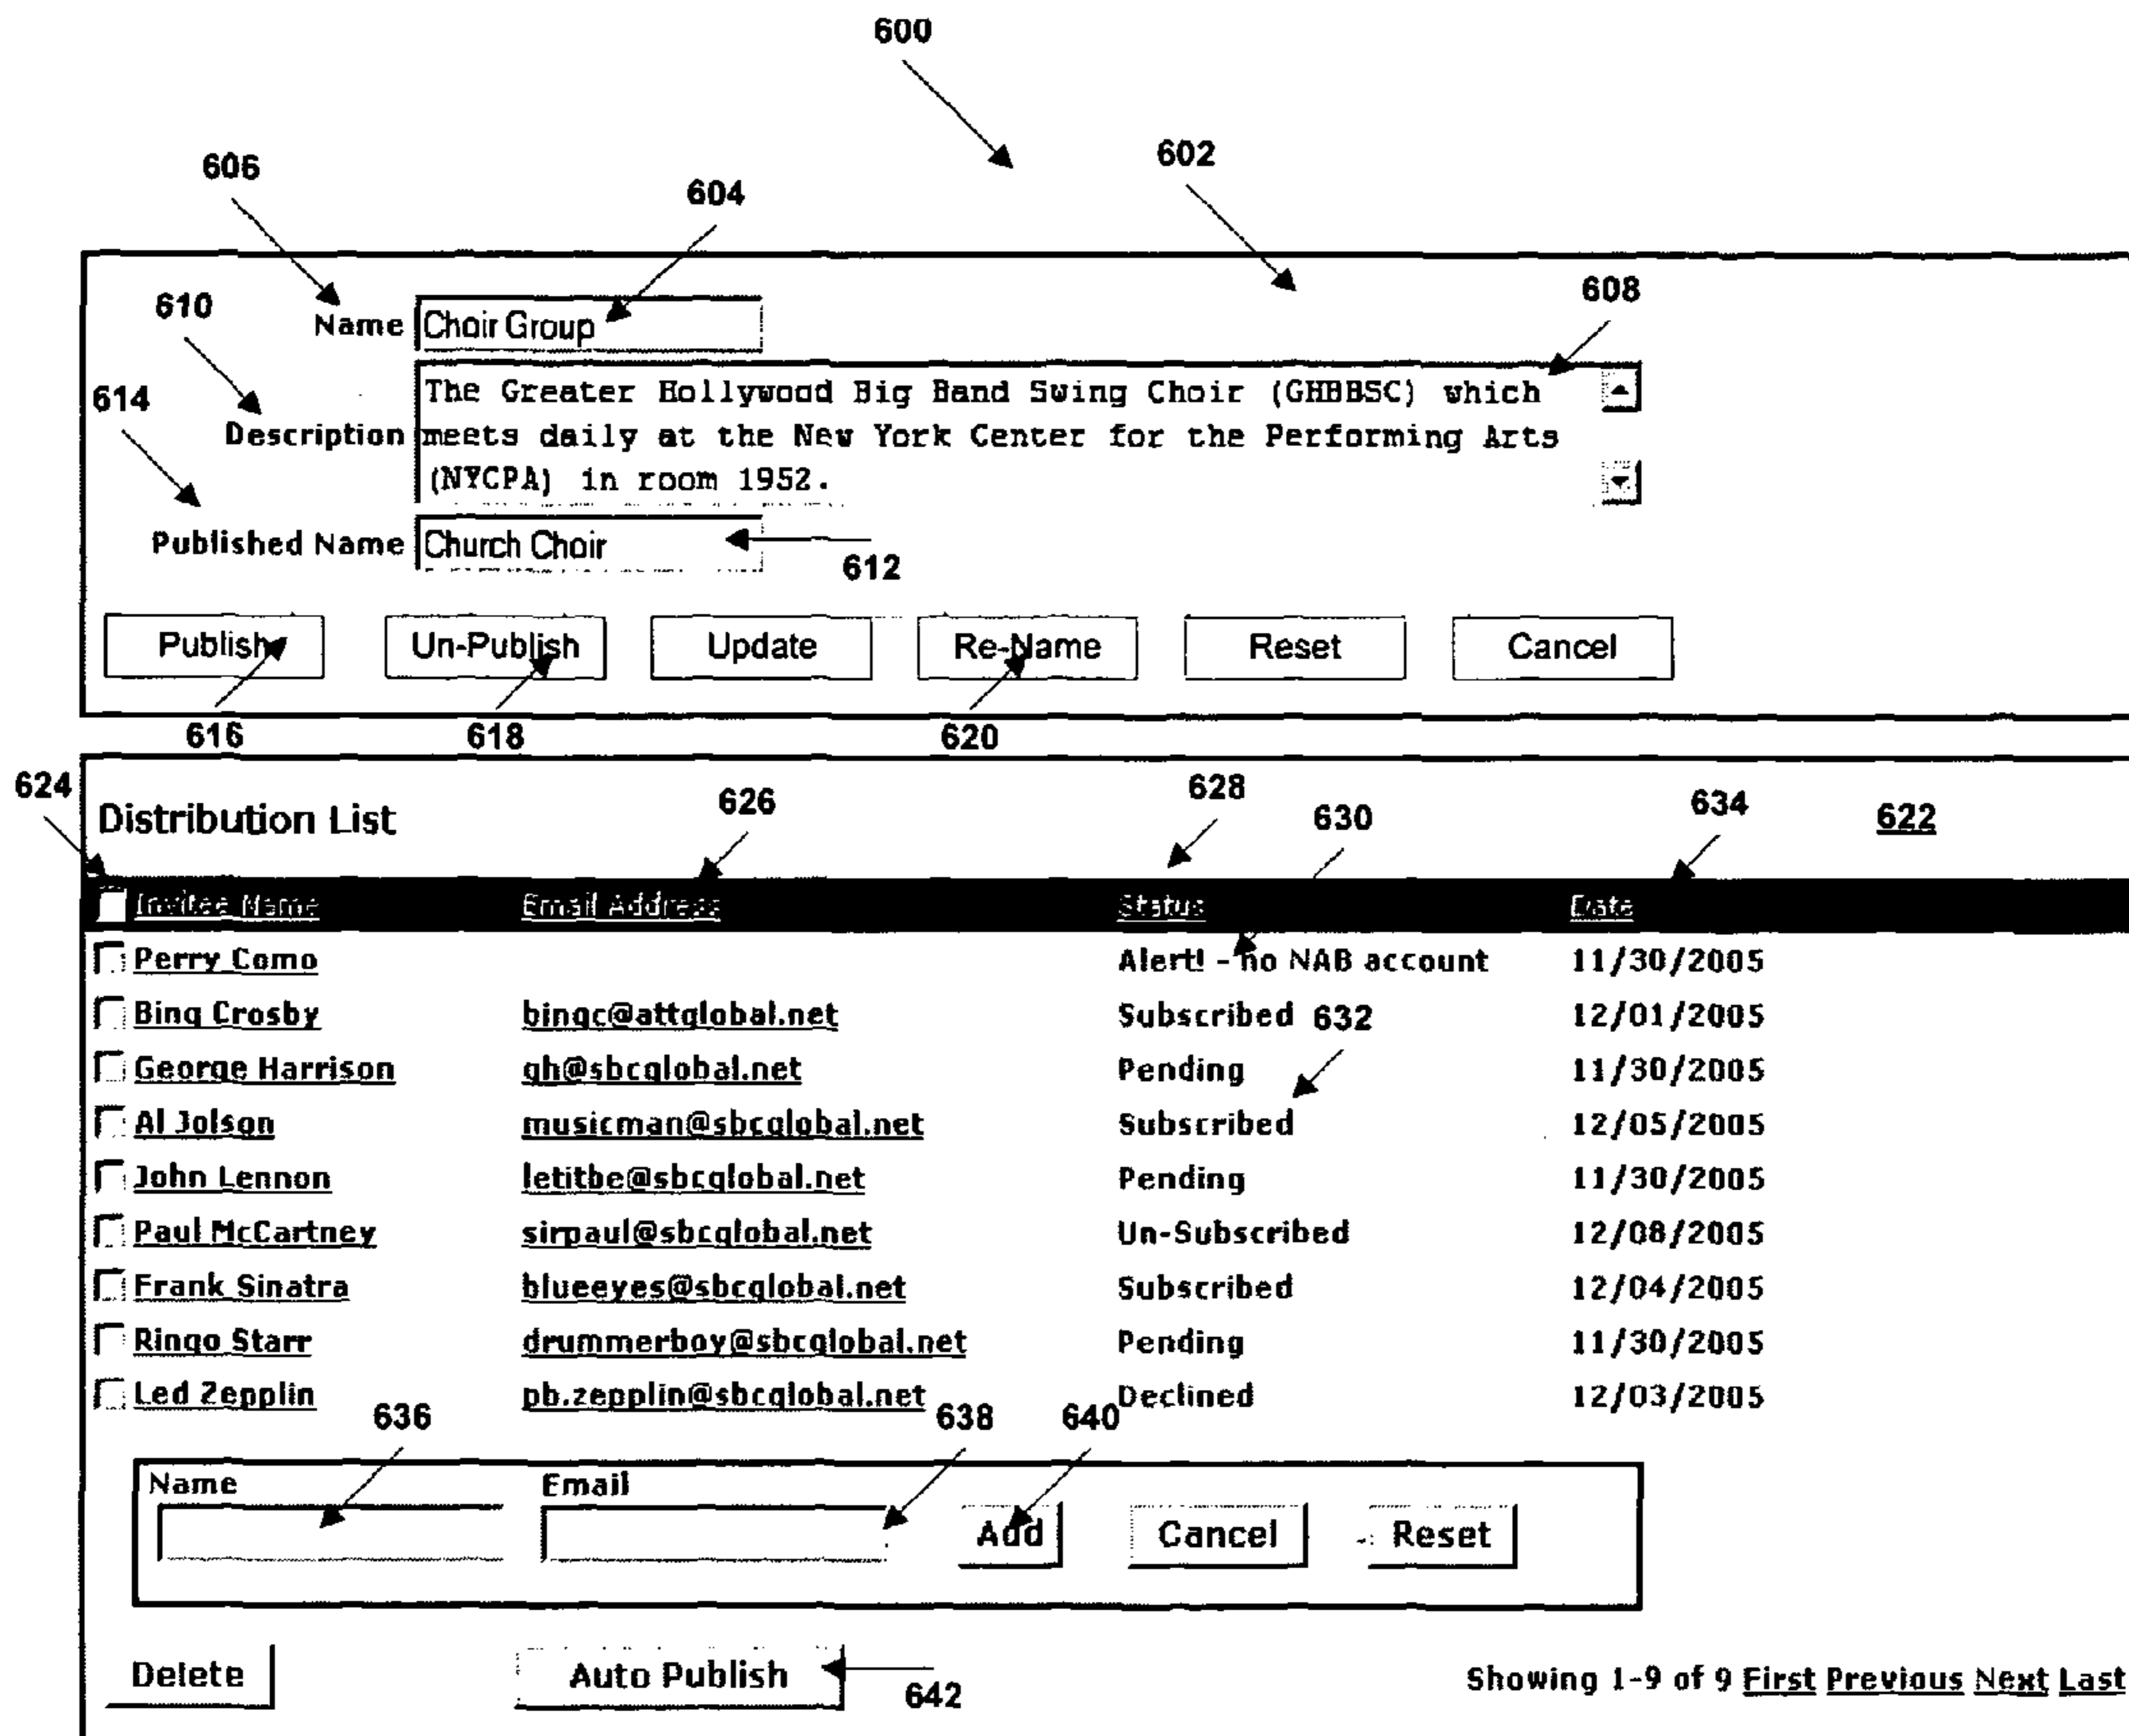 600
602
606
604
608
610
Name Choir Group
614
Description The Greater Hollywood Big Band Swing Choir (GHBBSC) which
meets daily at the New York Center for the Performing Arts
(NYCPA) in room 1952.
Published Name Church Choir
612
Publish Un-Publish Update Re-Name Reset Cancel
616 618 620
624
Distribution List 626 628 630 634 622
Invitee Name Email Address Status Date
Perry Como Alert! - no NAB account 11/30/2005
Bing Crosby bingc@attglobal.net Subscribed 632 12/01/2005
George Harrison gh@sbcglobal.net Pending 11/30/2005
Al Jolson musicman@sbcglobal.net Subscribed 12/05/2005
John Lennon letitbe@sbcglobal.net Pending 11/30/2005
Paul McCartney sirpaul@sbcglobal.net Un-Subscribed 12/08/2005
Frank Sinatra blueeyes@sbcglobal.net Subscribed 12/04/2005
Ringo Starr drummerboy@sbcglobal.net Pending 11/30/2005
Led Zepplin pb.zepplin@sbcglobal.net Declined 12/03/2005
636 638 640
Name Email
Add Cancel Reset
Delete Auto Publish 642 Showing 1-9 of 9 First Previous Next Last